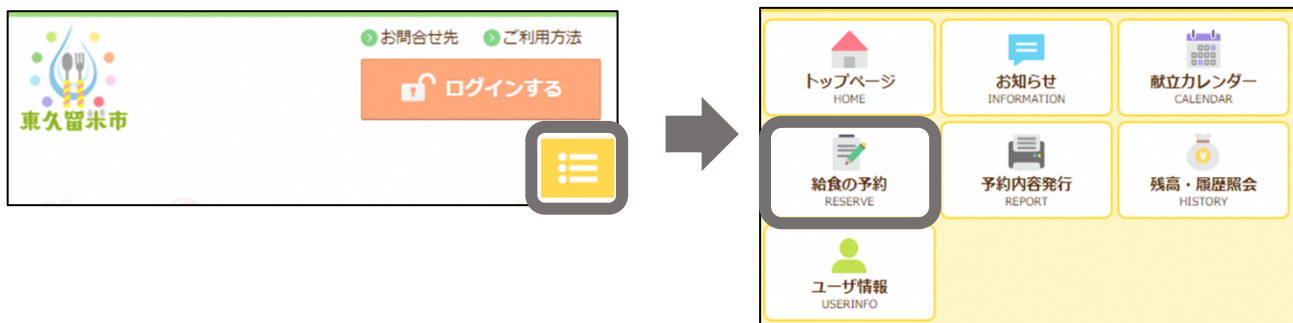 お問合せ先 ご利用方法
ログインする
東久留米市
トップページ
HOME
お知らせ
INFORMATION
献立カレンダー
CALENDAR
給食の予約
RESERVE
予約内容発行
REPORT
残高・履歴照会
HISTORY
ユーザ情報
USERINFO